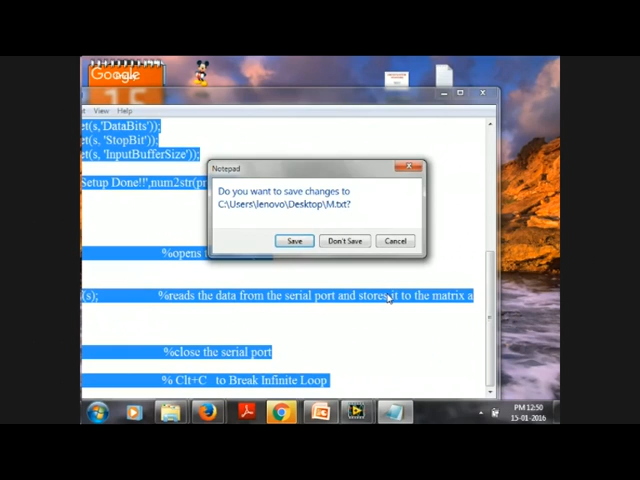 Google
15
View Help
et(s,'DataBits'));
et(s, 'StopBit'));
et(s, 'InputBufferSize'));
Notepad
Setup Done!!',num2str(pr
Do you want to save changes to
C:\Users\lenovo\Desktop\M.txt?
Save Don't Save Cancel
%opens t
(s); %reads the data from the serial port and stores it to the matrix a
%close the serial port
% Clt+C to Break Infinite Loop
PM 12:50
15-01-2016